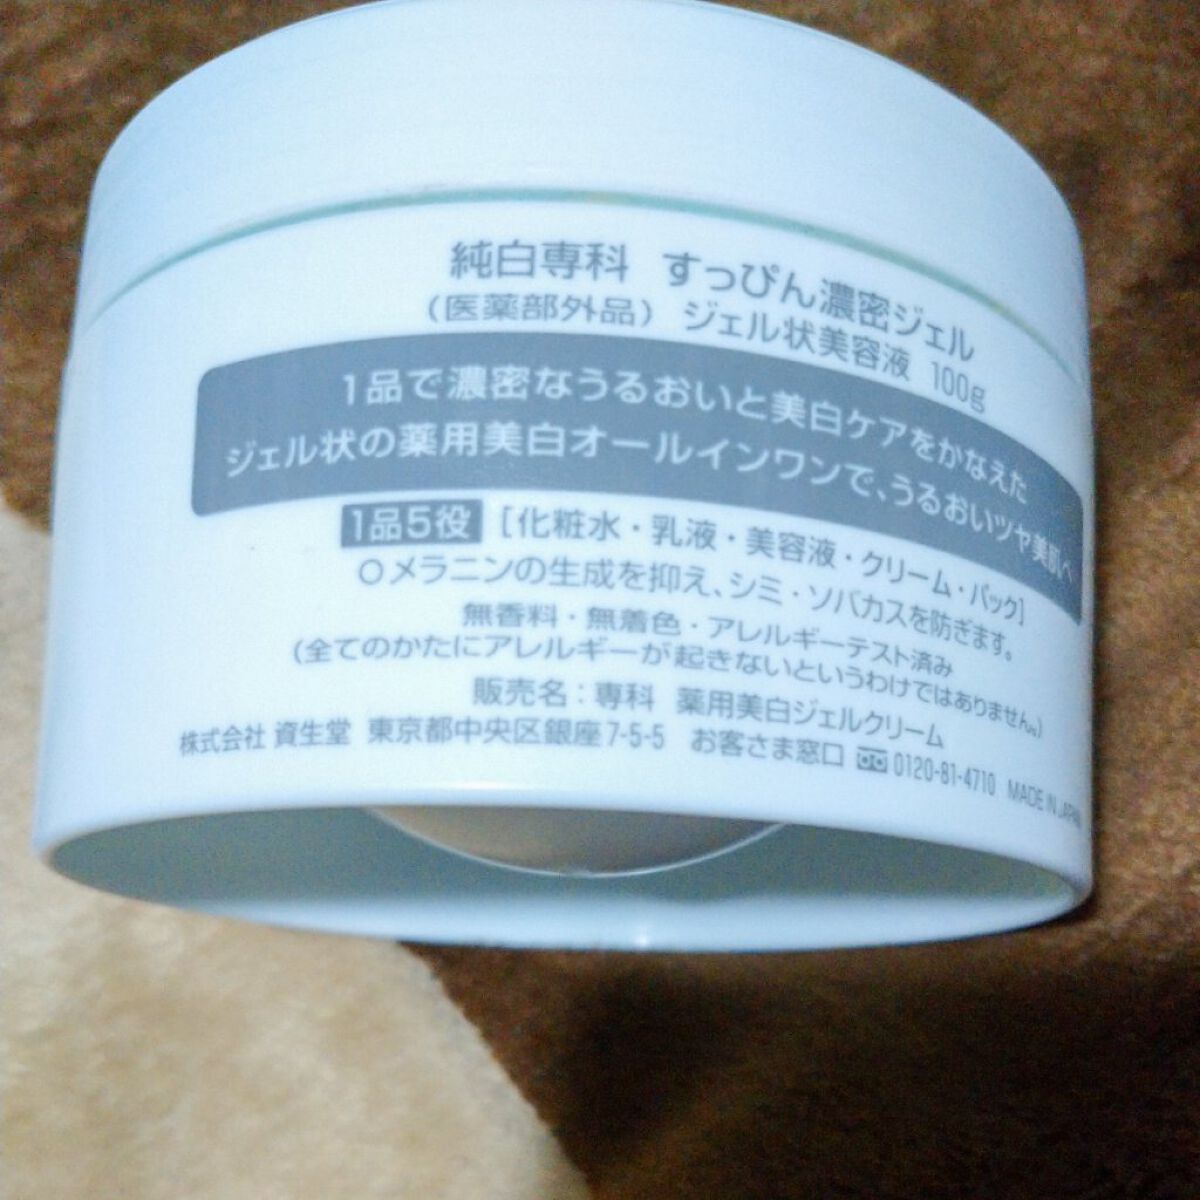 純白専科 すっぴん濃密ジェル
(医薬部外品) ジェル状美容液 100g
1品で濃密なうるおいと美白ケアをかなえた
ジェル状の薬用美白オールインワンで、うるおいツヤ美肌へ
1品5役 [化粧水・乳液・美容液・クリーム・パック]
○メラニンの生成を抑え、シミ・ソバカスを防ぎます。
無香料・無着色・アレルギーテスト済み
(全てのかたにアレルギーが起きないというわけではありません。)
販売名:専科 薬用美白ジェルクリーム
株式会社 資生堂 東京都中央区銀座7-5-5 お客さま窓口 0120-81-4710 MADE IN JAPAN